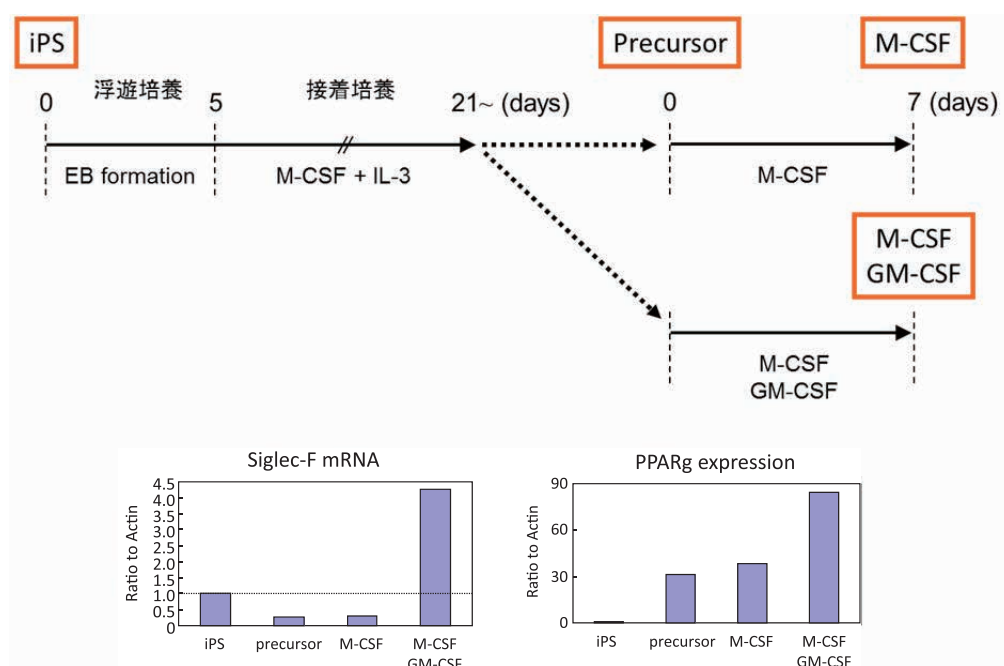 iPS
Precursor
M-CSF
浮遊培養
接着培養
0
5
21~ (days)
0
7 (days)
EB formation
M-CSF + IL-3
M-CSF
M-CSF
GM-CSF
M-CSF
GM-CSF
Siglec-F mRNA
Ratio to Actin
4.5
4.0
3.5
3.0
2.5
2.0
1.5
1.0
0.5
0
iPS
precursor
M-CSF
M-CSF
GM-CSF
PPARg expression
Ratio to Actin
90
60
30
0
iPS
precursor
M-CSF
M-CSF
GM-CSF